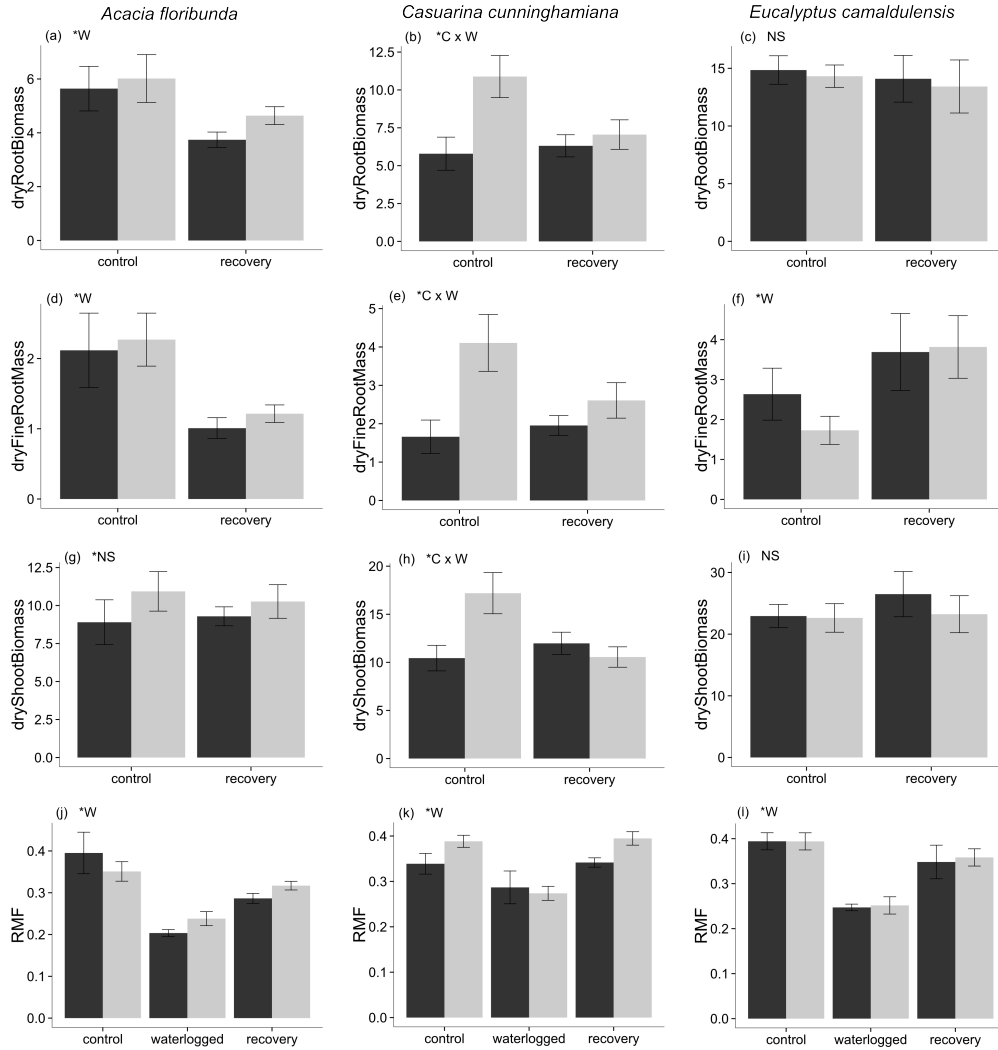 Acacia floribunda
Casuarina cunninghamiana
Eucalyptus camaldulensis
(a) *W
dryRootBiomass
6
4
2
0
control recovery
(b) *C x W
dryRootBiomass
12.5
10.0
7.5
5.0
2.5
0.0
control recovery
(c) NS
dryRootBiomass
15
10
5
0
control recovery
(d) *W
dryFineRootMass
2
1
0
control recovery
(e) *C x W
dryFineRootMass
5
4
3
2
1
0
control recovery
(f) *W
dryFineRootMass
4
3
2
1
0
control recovery
(g) *NS
dryShootBiomass
12.5
10.0
7.5
5.0
2.5
0.0
control recovery
(h) *C x W
dryShootBiomass
20
15
10
5
0
control recovery
(i) NS
dryShootBiomass
30
20
10
0
control recovery
(j) *W
RMF
0.4
0.3
0.2
0.1
0.0
control waterlogged recovery
(k) *W
RMF
0.4
0.3
0.2
0.1
0.0
control waterlogged recovery
(l) *W
RMF
0.4
0.3
0.2
0.1
0.0
control waterlogged recovery